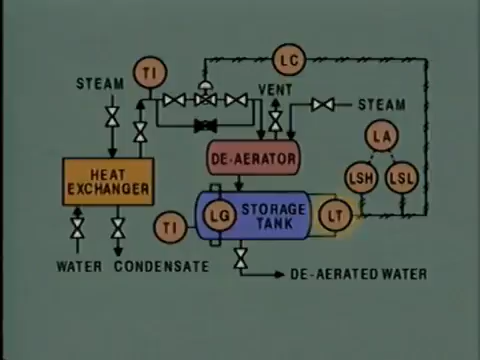 LC
TI
STEAM
VENT
STEAM
LA
DE-AERATOR
HEAT
EXCHANGER
LSH
LSL
LG
STORAGE
TANK
LT
TI
WATER
CONDENSATE
DE-AERATED WATER